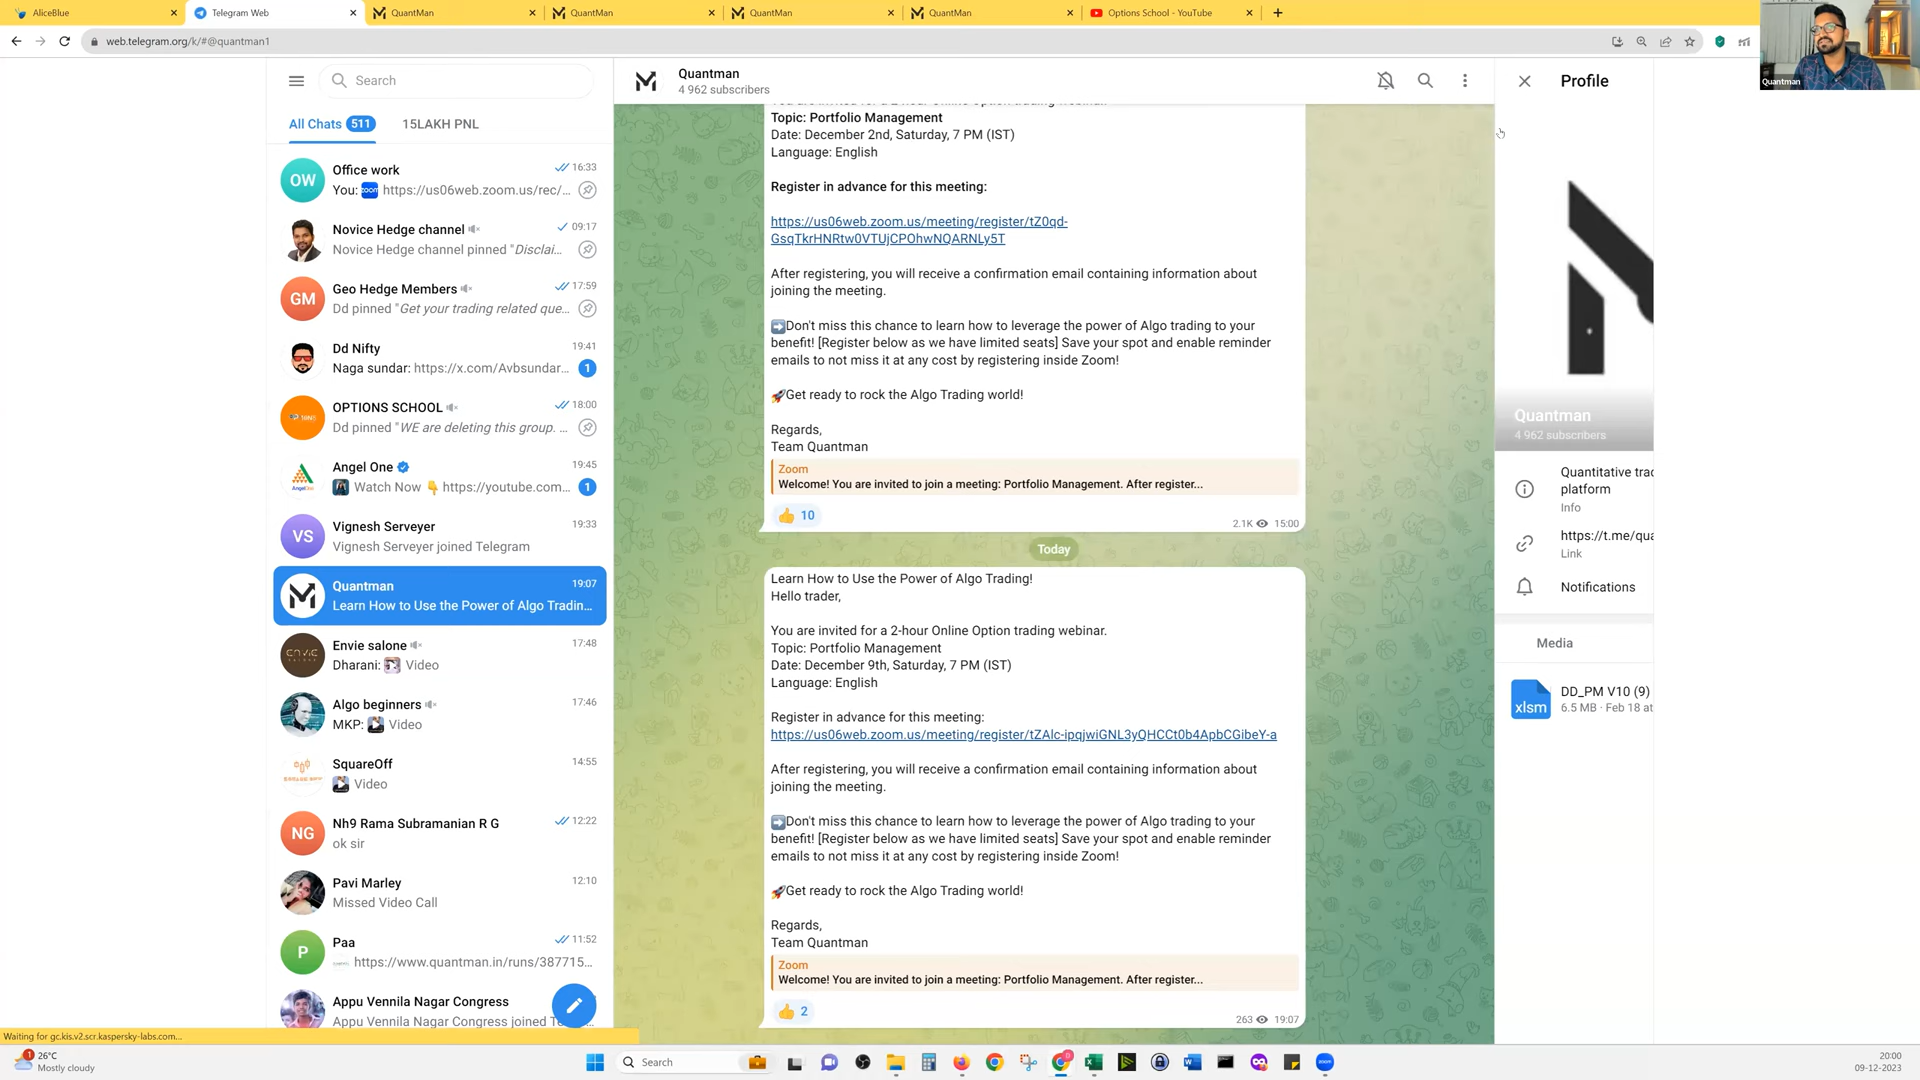 AliceBlue
Telegram Web
QuantMan
QuantMan
QuantMan
QuantMan
Options School - YouTube
web.telegram.org/k/#@quantman1
Quantman
Search
All Chats 511
15LAKH PNL
OW
Office work
16:33
You: zoom https://us06web.zoom.us/rec/...
Novice Hedge channel
09:17
Novice Hedge channel pinned "Disclai...
GM
Geo Hedge Members
17:59
Dd pinned "Get your trading related que...
Dd Nifty
19:41
Naga sundar: https://x.com/Avbsundar...
1
OPTIONS SCHOOL
18:00
Dd pinned "WE are deleting this group. ...
AngelOne
Angel One
19:45
Watch Now 👇 https://youtube.com...
1
VS
Vignesh Serveyer
19:33
Vignesh Serveyer joined Telegram
Quantman
19:07
Learn How to Use the Power of Algo Tradin...
Envie salone
17:48
Dharani: Video
Algo beginners
17:46
MKP: Video
SquareOff
14:55
Video
NG
Nh9 Rama Subramanian R G
12:22
ok sir
Pavi Marley
12:10
Missed Video Call
P
Paa
11:52
https://www.quantman.in/runs/387715...
Appu Vennila Nagar Congress
Appu Vennila Nagar Congress joined Te...
Quantman
4 962 subscribers
Topic: Portfolio Management
Date: December 2nd, Saturday, 7 PM (IST)
Language: English
Register in advance for this meeting:
https://us06web.zoom.us/meeting/register/tZ0qd-
GsqTkrHNRtw0VTUjCPOhwNQARNLy5T
After registering, you will receive a confirmation email containing information about
joining the meeting.
➡️Don't miss this chance to learn how to leverage the power of Algo trading to your
benefit! [Register below as we have limited seats] Save your spot and enable reminder
emails to not miss it at any cost by registering inside Zoom!
🚀Get ready to rock the Algo Trading world!
Regards,
Team Quantman
Zoom
Welcome! You are invited to join a meeting: Portfolio Management. After register...
👍 10
2.1K 15:00
Today
Learn How to Use the Power of Algo Trading!
Hello trader,
You are invited for a 2-hour Online Option trading webinar.
Topic: Portfolio Management
Date: December 9th, Saturday, 7 PM (IST)
Language: English
Register in advance for this meeting:
https://us06web.zoom.us/meeting/register/tZAlc-ipqjwiGNL3yQHCCt0b4ApbCGibeY-a
After registering, you will receive a confirmation email containing information about
joining the meeting.
➡️Don't miss this chance to learn how to leverage the power of Algo trading to your
benefit! [Register below as we have limited seats] Save your spot and enable reminder
emails to not miss it at any cost by registering inside Zoom!
🚀Get ready to rock the Algo Trading world!
Regards,
Team Quantman
Zoom
Welcome! You are invited to join a meeting: Portfolio Management. After register...
👍 2
263 19:07
Profile
Quantman
4 962 subscribers
Quantitative trad
platform
Info
https://t.me/qua
Link
Notifications
Media
xlsm
DD_PM V10 (9)
6.5 MB · Feb 18 at
Waiting for gc.kis.v2.scr.kaspersky-labs.com...
1
26°C
Mostly cloudy
Search
20:00
09-12-2023